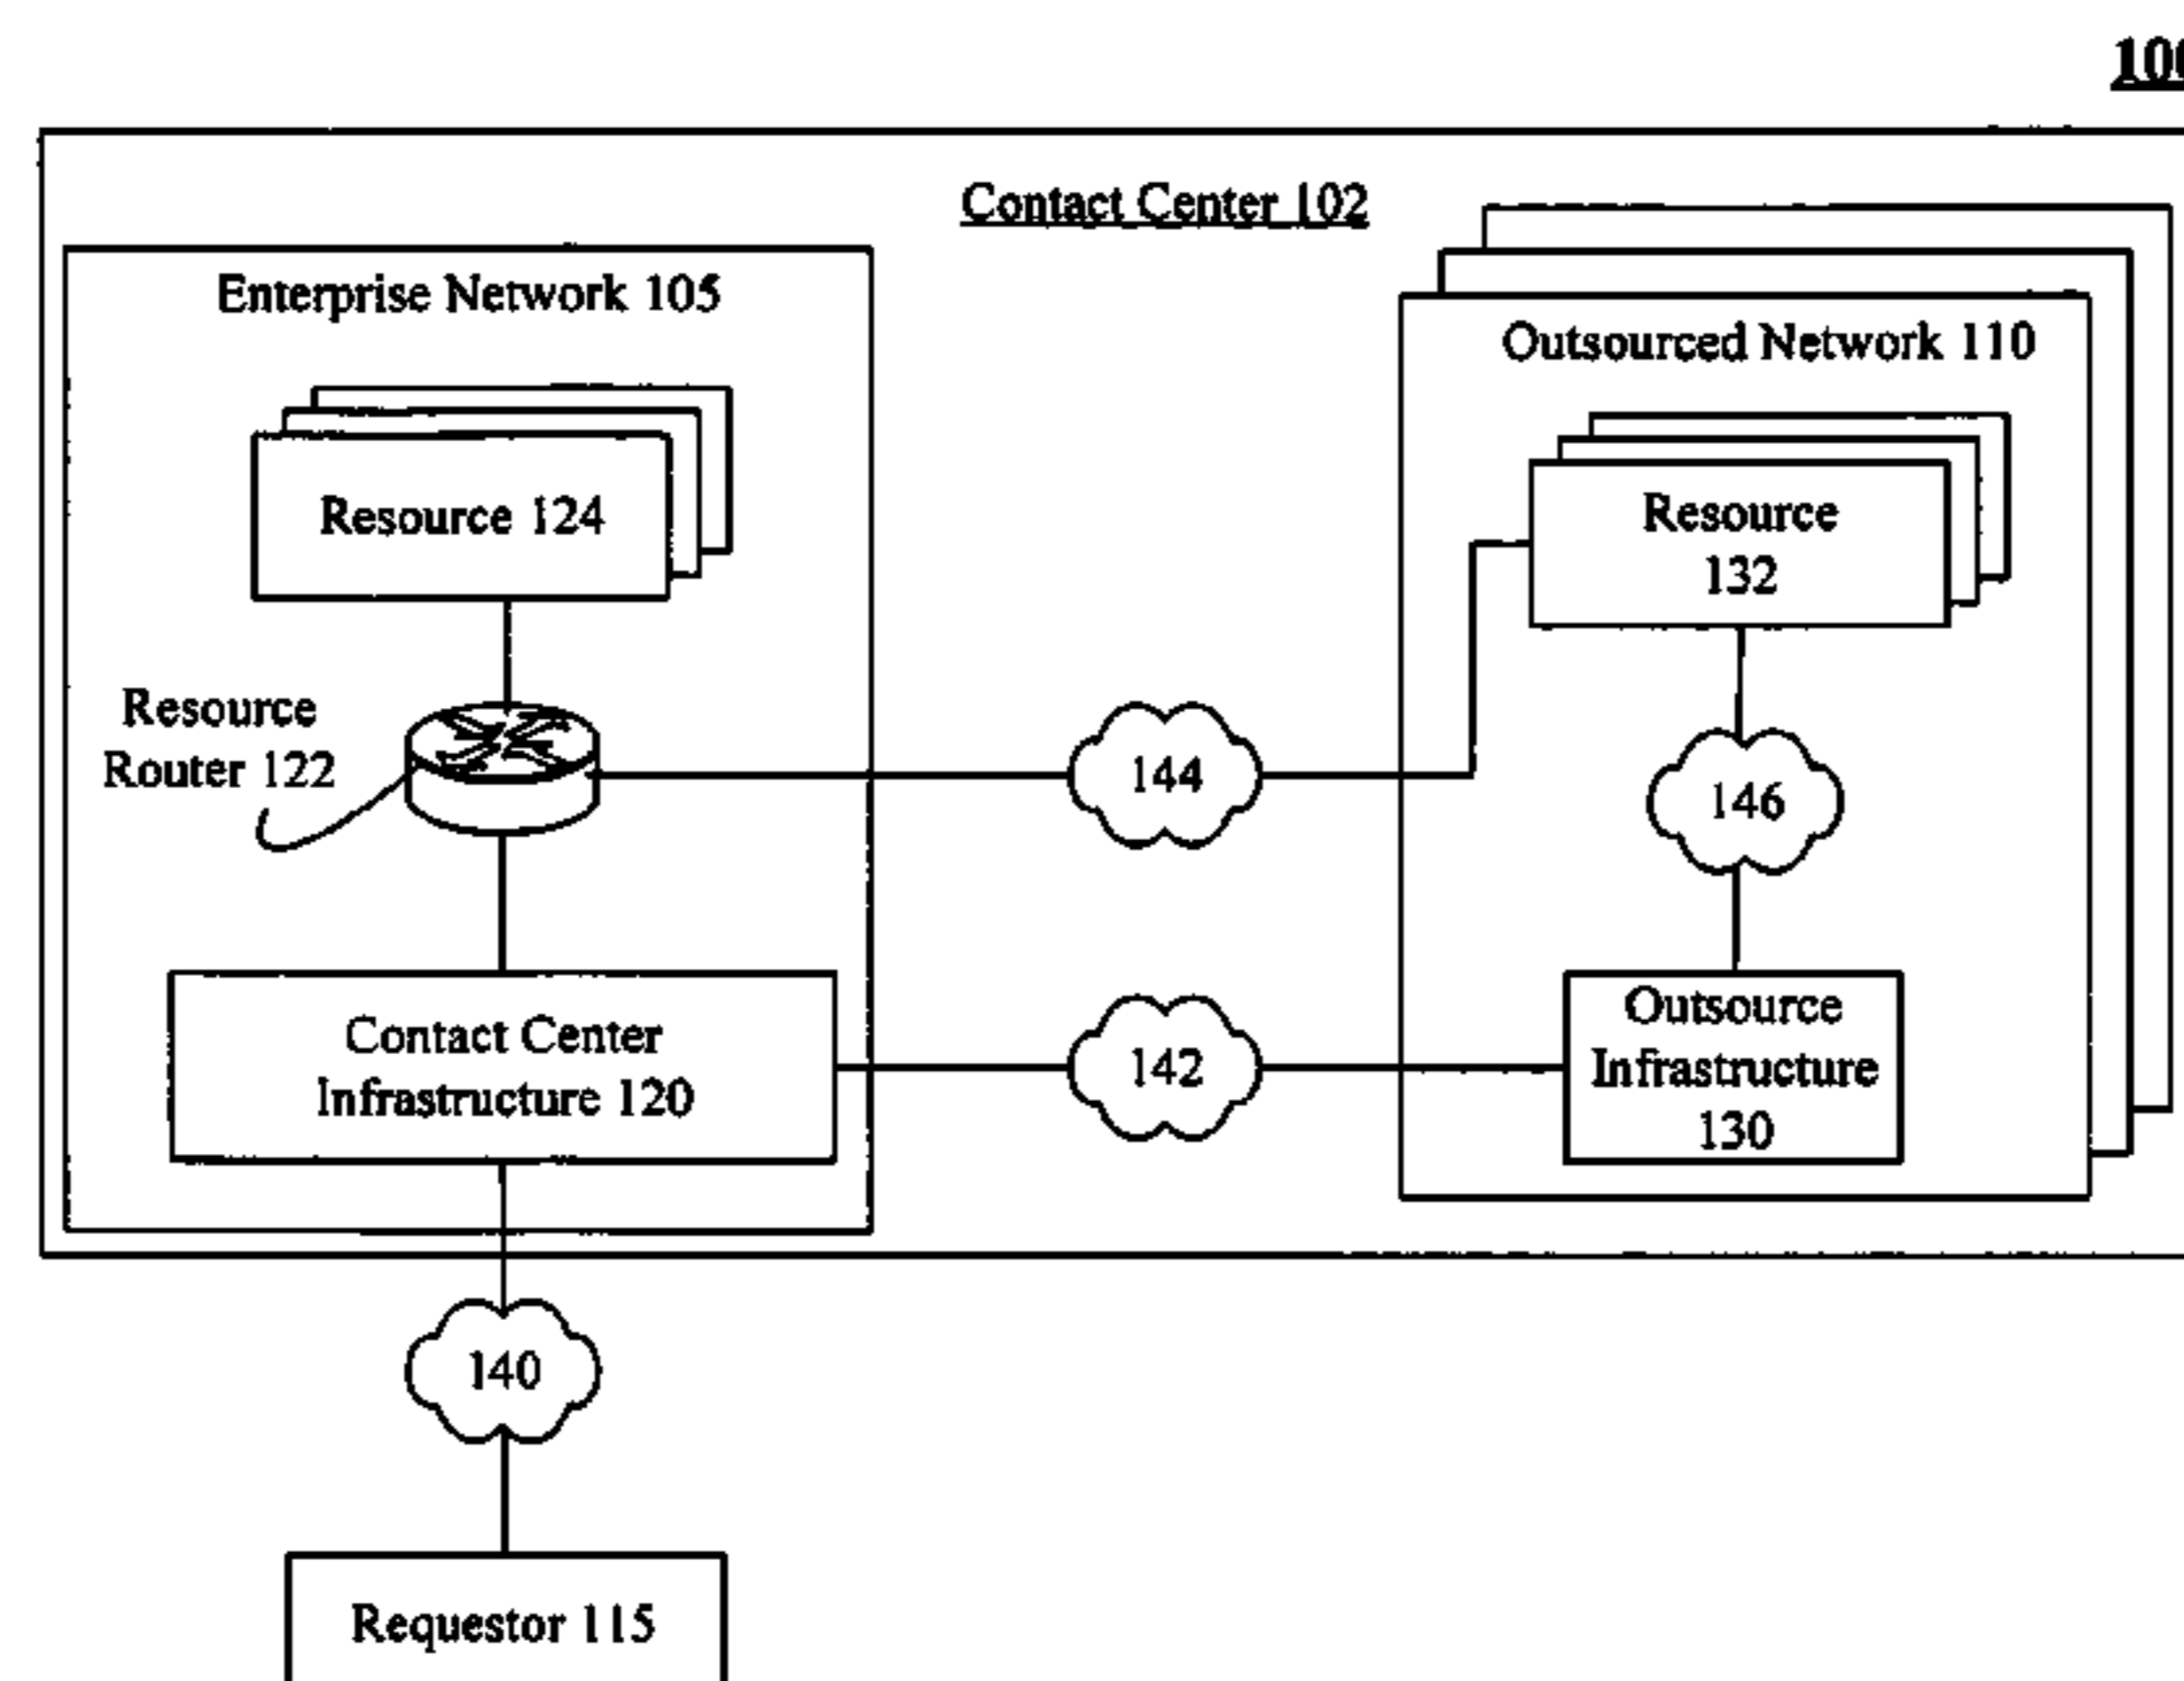 Contact Center 102
Enterprise Network 105
Outsourced Network 110
Resource 124
Resource
132
Resource
Router 122
144
146
Contact Center
Infrastructure 120
142
Outsource
Infrastructure
130
140
Requestor 115